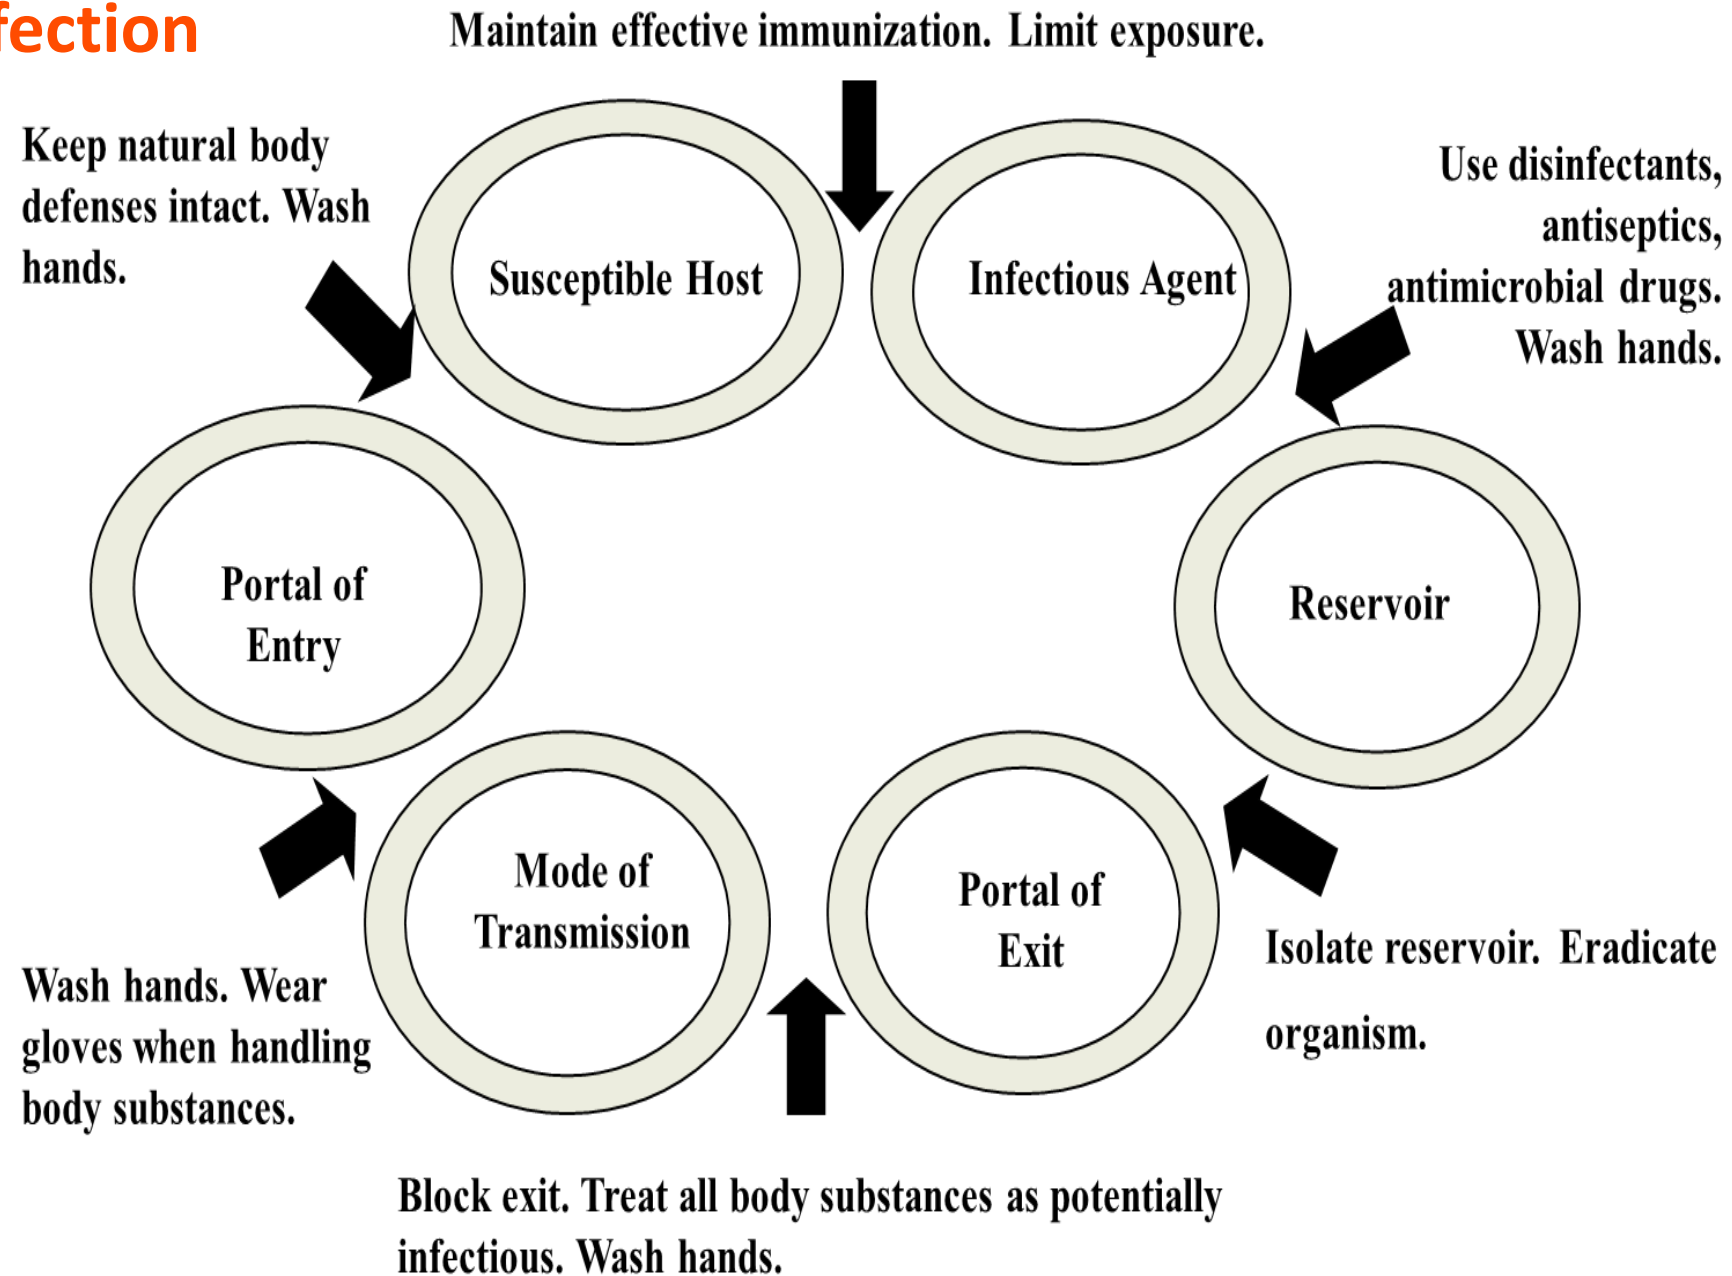 fection
Maintain effective immunization. Limit exposure.
Keep natural body
defenses intact. Wash
hands.
Use disinfectants,
antiseptics,
antimicrobial drugs.
Wash hands.
Susceptible Host
Infectious Agent
Portal of
Entry
Reservoir
Mode of
Transmission
Portal of
Exit
Wash hands. Wear
gloves when handling
body substances.
Isolate reservoir. Eradicate
organism.
Block exit. Treat all body substances as potentially
infectious. Wash hands.